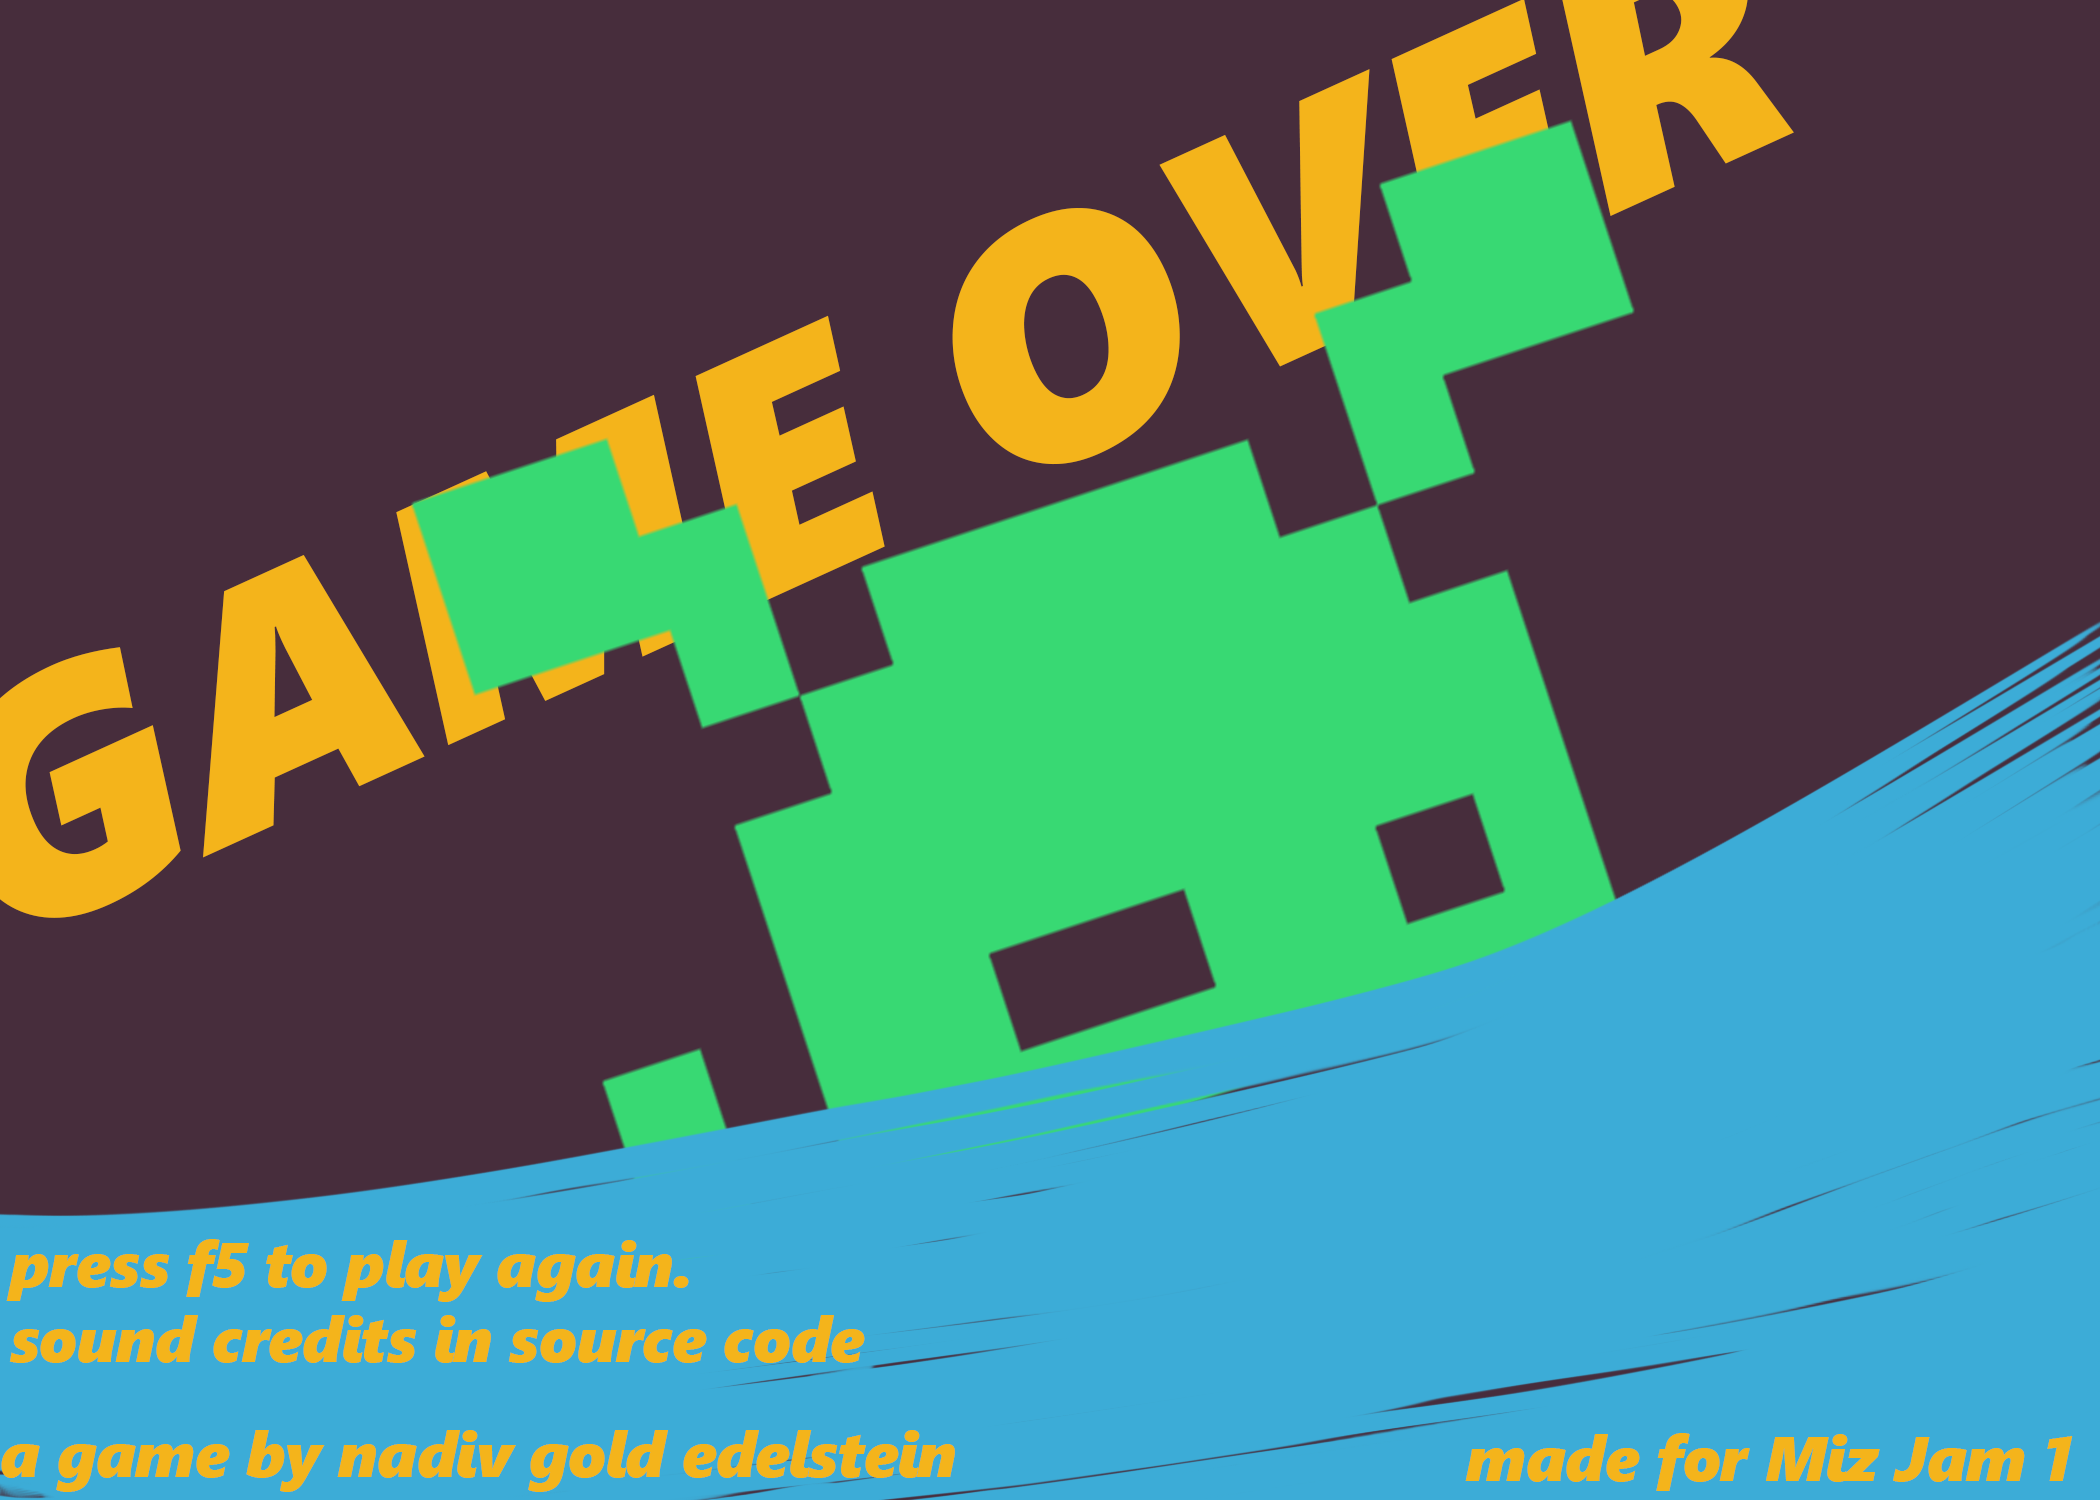 GAME OVER
press f5 to play again.
sound credits in source code
a game by nadiv gold edelstein
made for Miz Jam 1